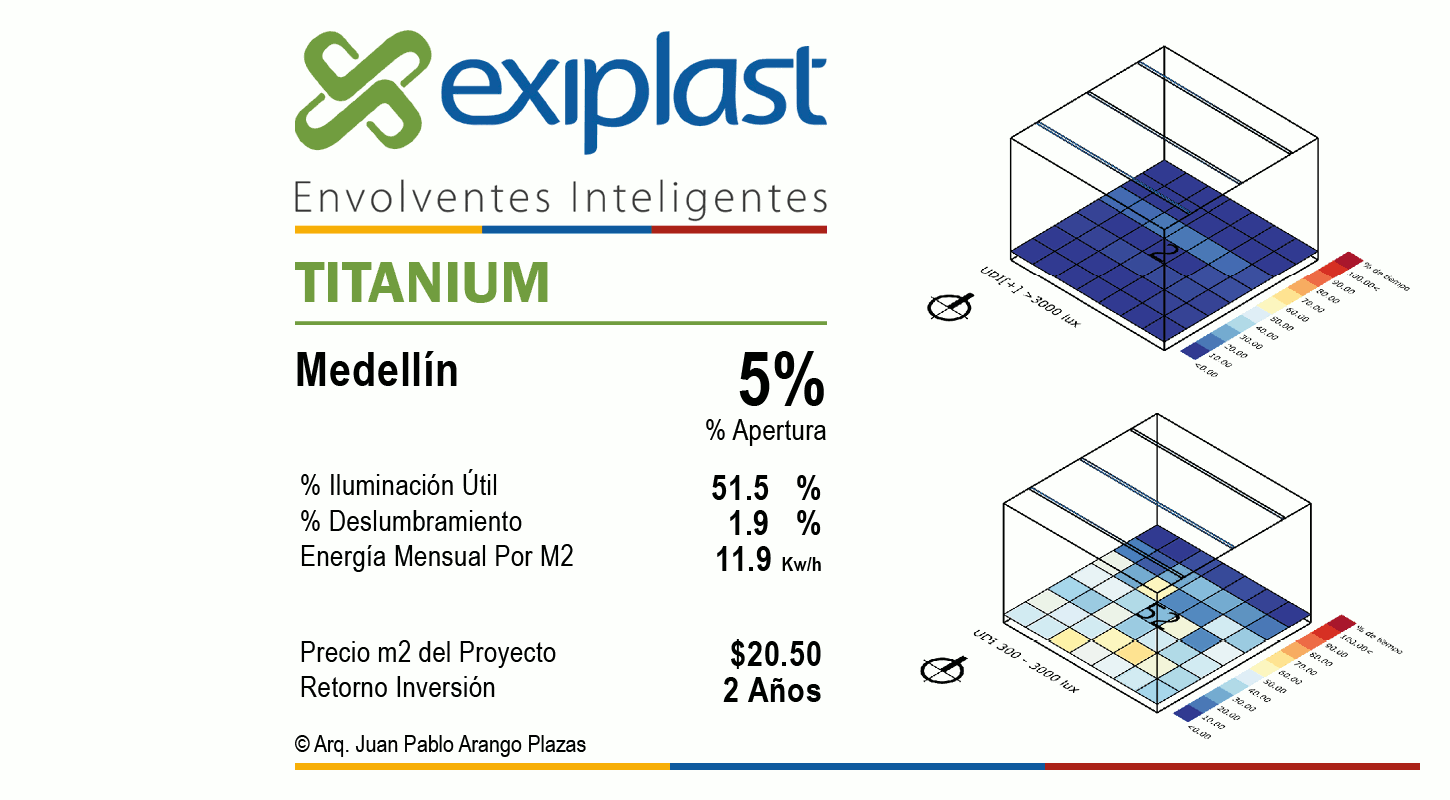 exiplast
Envolventes Inteligentes
TITANIUM
Medellín
5%
% Apertura
% Iluminación Útil 51.5 %
% Deslumbramiento 1.9 %
Energía Mensual Por M2 11.9 Kw/h
Precio m2 del Proyecto $20.50
Retorno Inversión 2 Años
© Arq. Juan Pablo Arango Plazas
2
UDI[+] >3000 lux
% de tiempo
100.00<
90.00
80.00
70.00
60.00
50.00
40.00
30.00
20.00
10.00
<0.00
52
UDi 300 - 3000 lux
% de tiempo
100.00<
90.00
80.00
70.00
60.00
50.00
40.00
30.00
20.00
10.00
<0.00